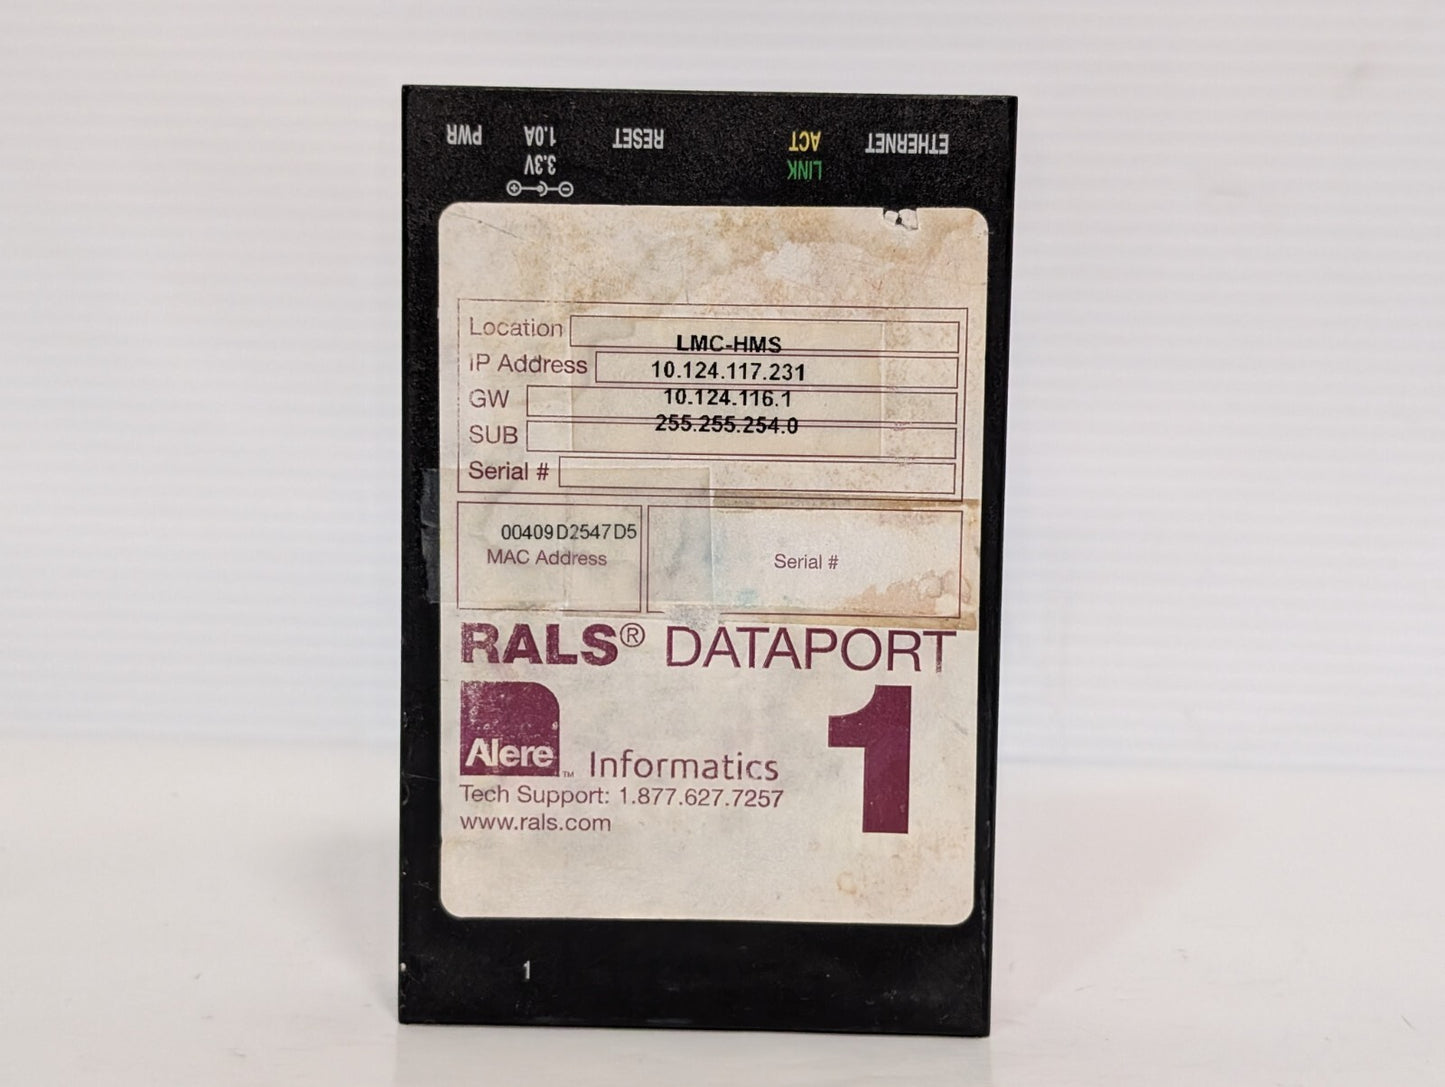 PWR
3.3V
1.0A
RESET
LINK
ACT
ETHERNET
Location LMC-HMS
IP Address 10.124.117.231
GW 10.124.116.1
SUB 255.255.254.0
Serial #
00409D2547D5
MAC Address
Serial #
RALS® DATAPORT
Alere™ Informatics
1
Tech Support: 1.877.627.7257
www.rals.com
1